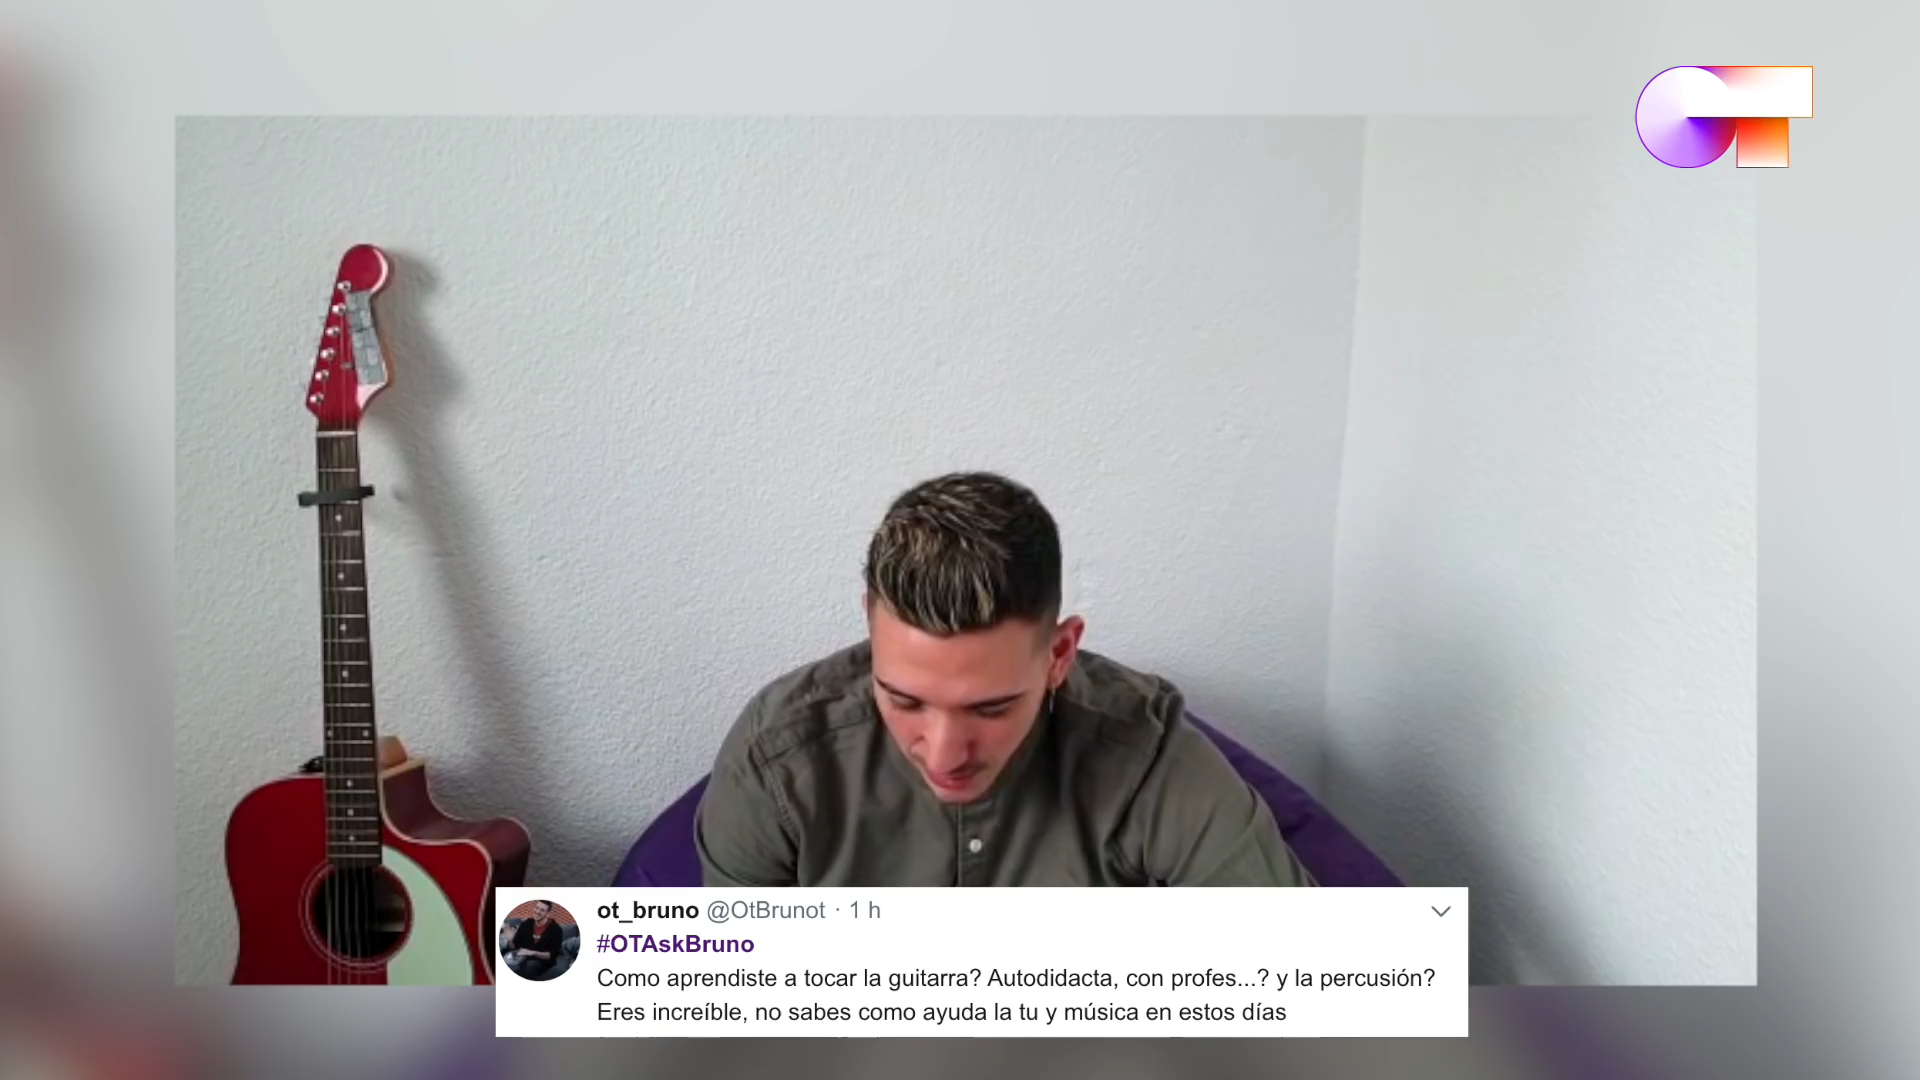 OT
ot_bruno @OtBrunot · 1 h
#OTAskBruno
Como aprendiste a tocar la guitarra? Autodidacta, con profes...? y la percusión?
Eres increíble, no sabes como ayuda la tu y música en estos días